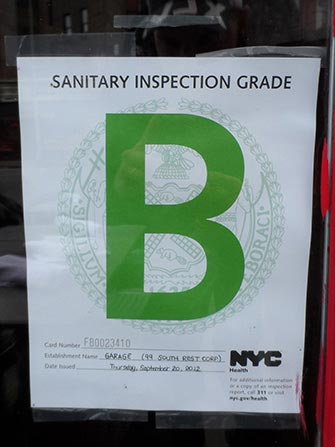 SANITARY INSPECTION GRADE
B
SIGILLUM
Card Number FB0023410
Establishment Name GARAGE (99 SOUTH REST CORP)
Date Issued Thursday, September 20, 2012
NYC
Health
For additional information
or a copy of an inspection
report, call 311 or visit
nyc.gov/health